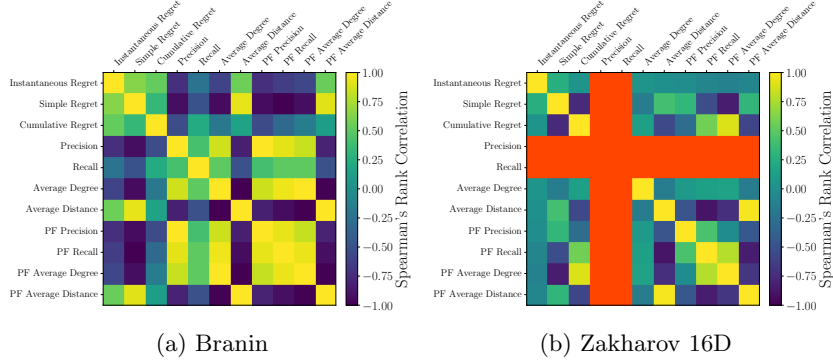 Instantaneous Regret
Simple Regret
Cumulative Regret
Precision
Recall
Average Degree
Average Distance
PF Precision
PF Recall
PF Average Degree
PF Average Distance
Instantaneous Regret
Simple Regret
Cumulative Regret
Precision
Recall
Average Degree
Average Distance
PF Precision
PF Recall
PF Average Degree
PF Average Distance
1.00
0.75
0.50
0.25
0.00
−0.25
−0.50
−0.75
−1.00
Spearman's Rank Correlation
(a) Branin
Instantaneous Regret
Simple Regret
Cumulative Regret
Precision
Recall
Average Degree
Average Distance
PF Precision
PF Recall
PF Average Degree
PF Average Distance
Instantaneous Regret
Simple Regret
Cumulative Regret
Precision
Recall
Average Degree
Average Distance
PF Precision
PF Recall
PF Average Degree
PF Average Distance
1.00
0.75
0.50
0.25
0.00
−0.25
−0.50
−0.75
−1.00
Spearman's Rank Correlation
(b) Zakharov 16D